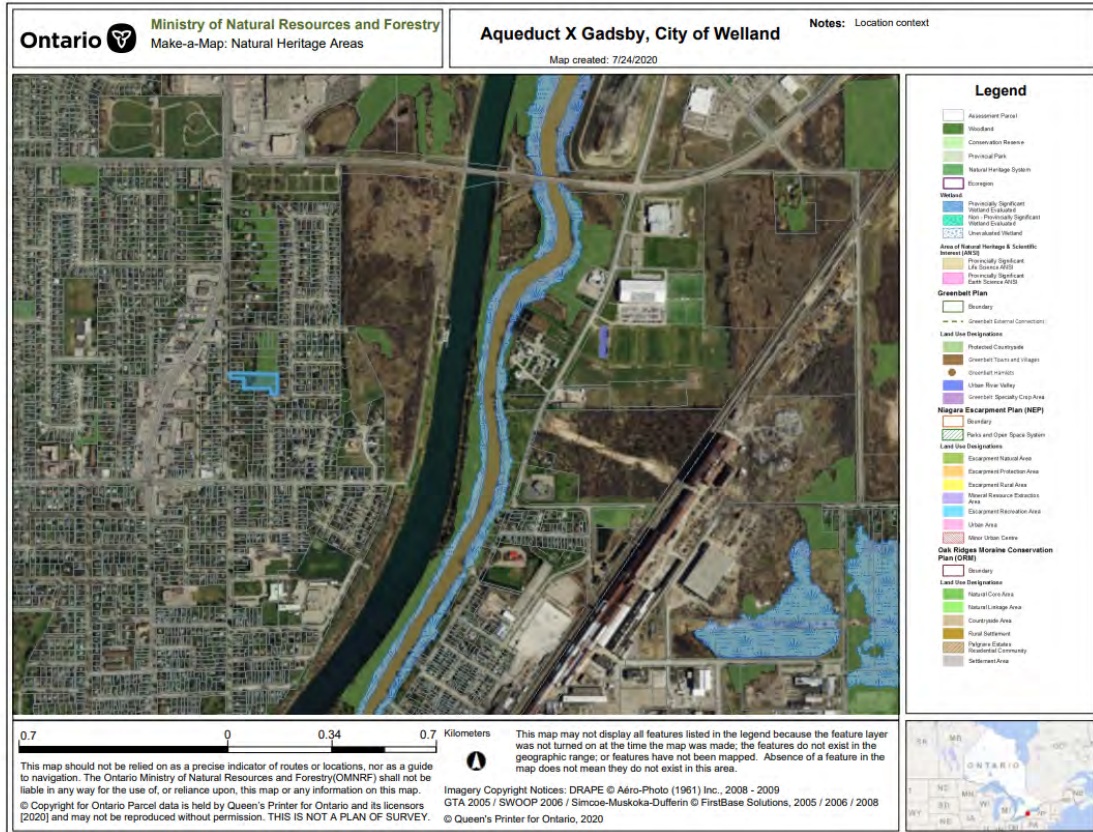 Ontario
Ministry of Natural Resources and Forestry
Make-a-Map: Natural Heritage Areas
Aqueduct X Gadsby, City of Welland
Notes: Location context
Map created: 7/24/2020
Legend
Assessment Parcel
Woodland
Conservation Reserve
Provincial Park
Natural Heritage System
Ecoregion
Wetland
Provincially Significant
Wetland Evaluated
Non - Provincially Significant
Wetland Evaluated
Unevaluated Wetland
Area of Natural Heritage & Scientific
Interest (ANSI)
Provincially Significant
Life Science ANSI
Provincially Significant
Earth Science ANSI
Greenbelt Plan
Boundary
Greenbelt External Connections
Land Use Designations
Protected Countryside
Greenbelt Towns and Villages
Greenbelt Hamlets
Urban River Valley
Greenbelt Specialty Crop Area
Niagara Escarpment Plan (NEP)
Boundary
Parks and Open Space System
Land Use Designations
Escarpment Natural Area
Escarpment Protection Area
Escarpment Rural Area
Mineral Resource Extraction
Area
Escarpment Recreation Area
Urban Area
Minor Urban Centre
Oak Ridges Moraine Conservation
Plan (ORM)
Boundary
Land Use Designations
Natural Core Area
Natural Linkage Area
Countryside Area
Rural Settlement
Palgrave Estates
Residential Community
Settlement Area
0.7 0 0.34 0.7 Kilometers
This map should not be relied on as a precise indicator of routes or locations, nor as a guide
to navigation. The Ontario Ministry of Natural Resources and Forestry(OMNRF) shall not be
liable in any way for the use of, or reliance upon, this map or any information on this map.
© Copyright for Ontario Parcel data is held by Queen's Printer for Ontario and its licensors
[2020] and may not be reproduced without permission. THIS IS NOT A PLAN OF SURVEY.
This map may not display all features listed in the legend because the feature layer
was not turned on at the time the map was made; the features do not exist in the
geographic range; or features have not been mapped. Absence of a feature in the
map does not mean they do not exist in this area.
Imagery Copyright Notices: DRAPE © Aéro-Photo (1961) Inc., 2008 - 2009
GTA 2005 / SWOOP 2006 / Simcoe-Muskoka-Dufferin © FirstBase Solutions, 2005 / 2006 / 2008
© Queen's Printer for Ontario, 2020
SK MB
ONTARIO
ND MN
SD WI MI
WY NE IA
PA